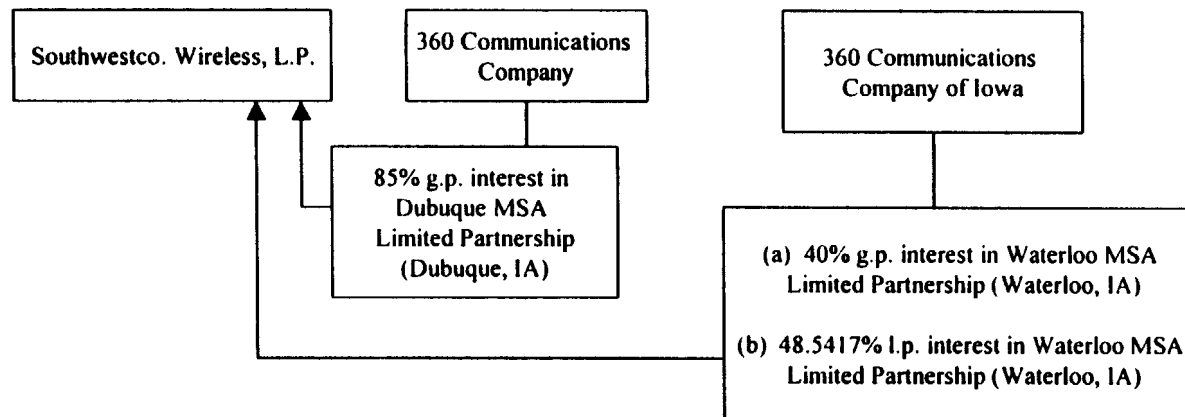 Southwestco. Wireless, L.P.
360 Communications
Company
360 Communications
Company of Iowa
85% g.p. interest in
Dubuque MSA
Limited Partnership
(Dubuque, IA)
(a) 40% g.p. interest in Waterloo MSA
Limited Partnership (Waterloo, IA)
(b) 48.5417% l.p. interest in Waterloo MSA
Limited Partnership (Waterloo, IA)